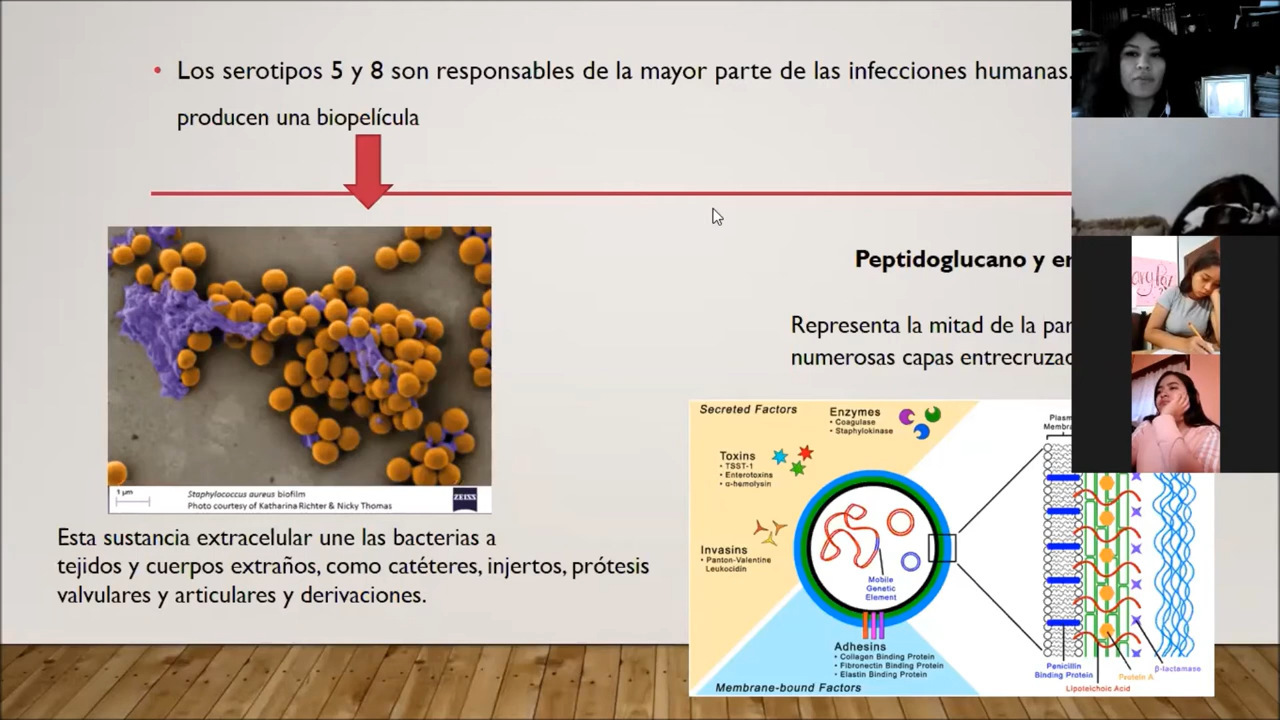 • Los serotipos 5 y 8 son responsables de la mayor parte de las infecciones humanas.
producen una biopelícula
Peptidoglucano y
Representa la mitad de la
numerosas capas
1 µm
Staphylococcus aureus biofilm
Photo courtesy of Katharina Richter & Nicky Thomas
ZEISS
Esta sustancia extracelular une las bacterias a
tejidos y cuerpos extraños, como catéteres, injertos, prótesis
valvulares y articulares y derivaciones.
Secreted Factors
Enzymes
• Coagulase
• Staphylokinase
Toxins
• TSST-1
• Enterotoxins
• α-hemolysin
Invasins
• Panton-Valentine
Leukocidin
Mobile
Genetic
Element
Adhesins
• Collagen Binding Protein
• Fibronectin Binding Protein
• Elastin Binding Protein
Membrane-bound Factors
Penicillin
Binding Protein
Lipoteichoic Acid
Protein A
β-lactamase